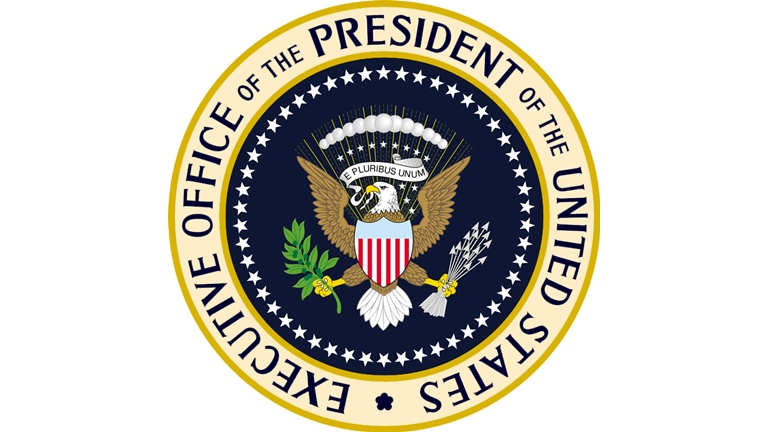 EXECUTIVE OFFICE OF THE PRESIDENT OF THE UNITED STATES
E PLURIBUS UNUM